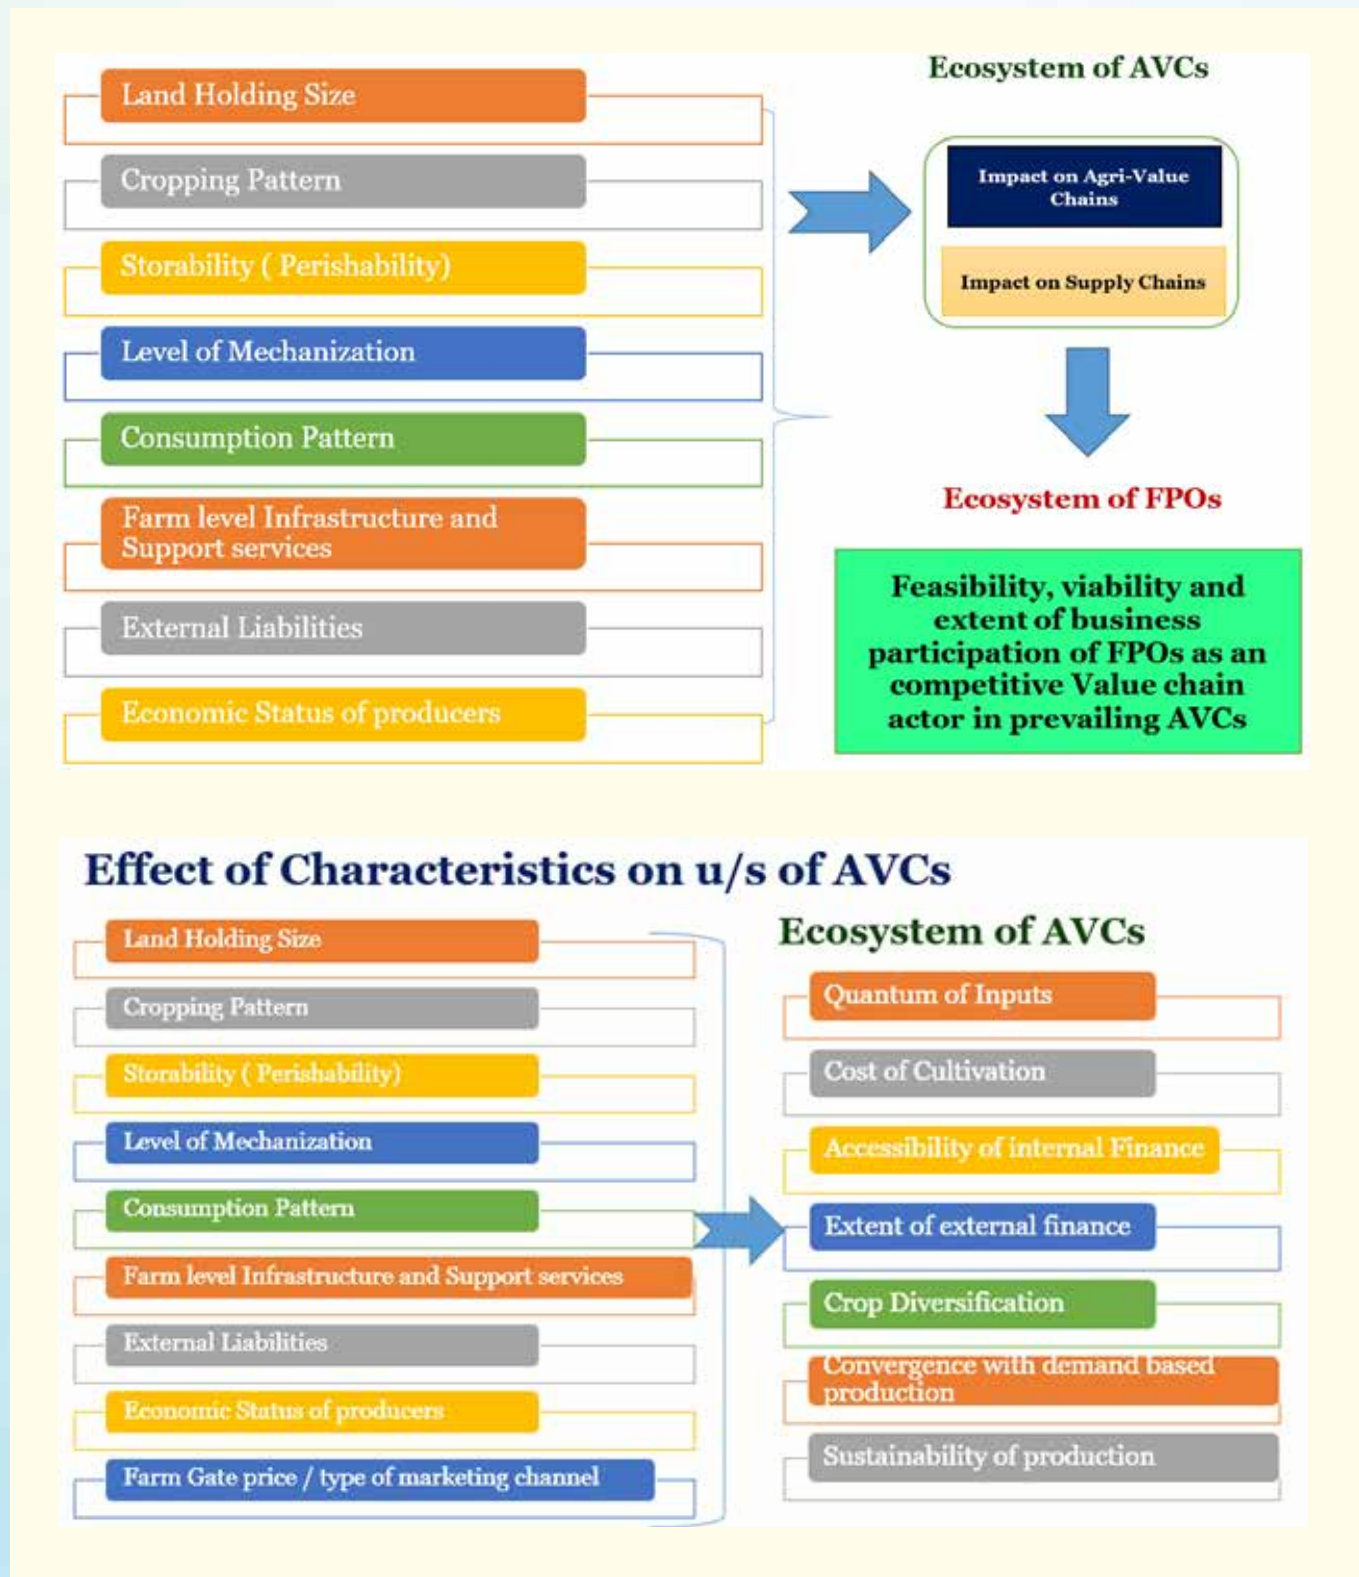 Land Holding Size
Cropping Pattern
Storability ( Perishability)
Level of Mechanization
Consumption Pattern
Farm level Infrastructure and
Support services
External Liabilities
Economic Status of producers
Ecosystem of AVCs
Impact on Agri-Value
Chains
Impact on Supply Chains
Ecosystem of FPOs
Feasibility, viability and
extent of business
participation of FPOs as an
competitive Value chain
actor in prevailing AVCs
Effect of Characteristics on u/s of AVCs
Land Holding Size
Cropping Pattern
Storability ( Perishability)
Level of Mechanization
Consumption Pattern
Farm level Infrastructure and Support services
External Liabilities
Economic Status of producers
Farm Gate price / type of marketing channel
Ecosystem of AVCs
Quantum of Inputs
Cost of Cultivation
Accessibility of internal Finance
Extent of external finance
Crop Diversification
Convergence with demand based
production
Sustainability of production